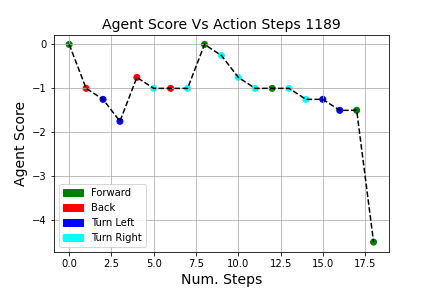 Agent Score Vs Action Steps 1189
Agent Score
0
−1
−2
−3
−4
Forward
Back
Turn Left
Turn Right
0.0 2.5 5.0 7.5 10.0 12.5 15.0 17.5
Num. Steps